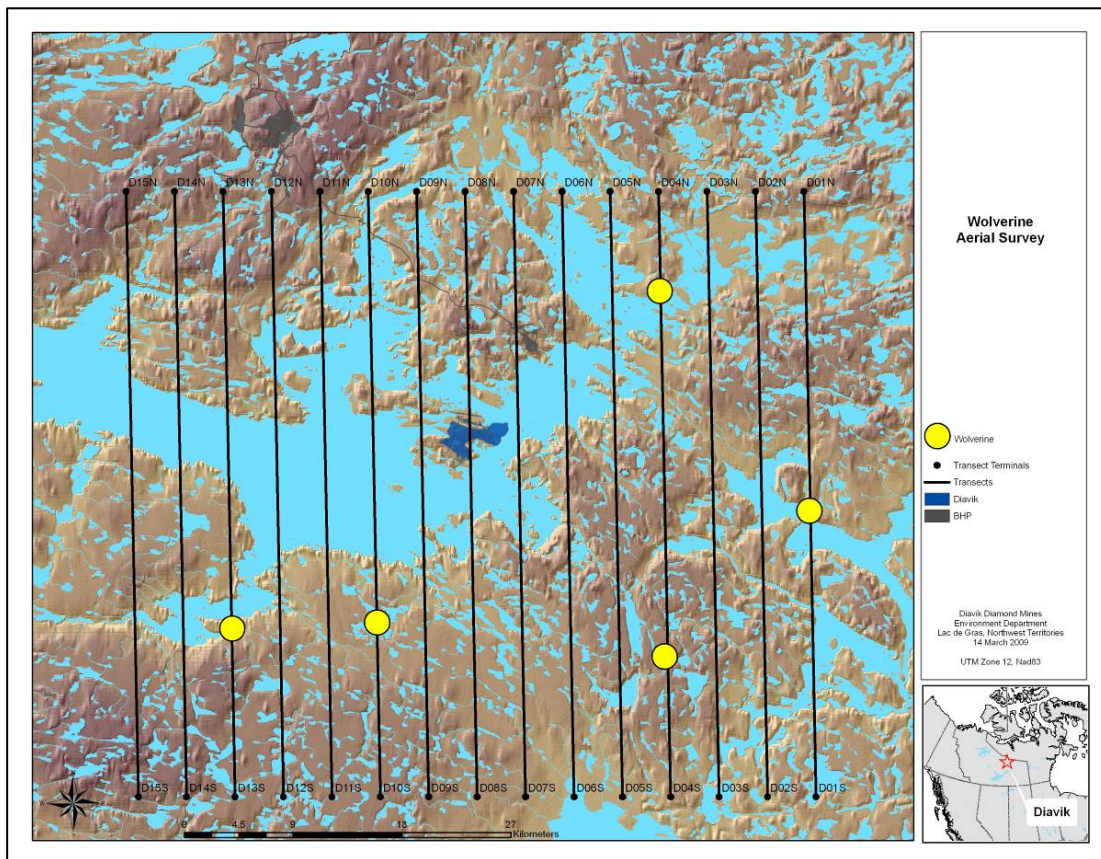 D15N D14N D13N D12N D11N D10N D09N D08N D07N D06N D05N D04N D03N D02N D01N
D15S D14S D13S D12S D11S D10S D09S D08S D07S D06S D05S D04S D03S D02S D01S
0 4.5 9 18 27
Kilometers
Wolverine
Aerial Survey
Wolverine
Transect Terminals
Transects
Diavik
BHP
Diavik Diamond Mines
Environment Department
Lac de Gras, Northwest Territories
14 March 2009
UTM Zone 12, Nad83
Diavik